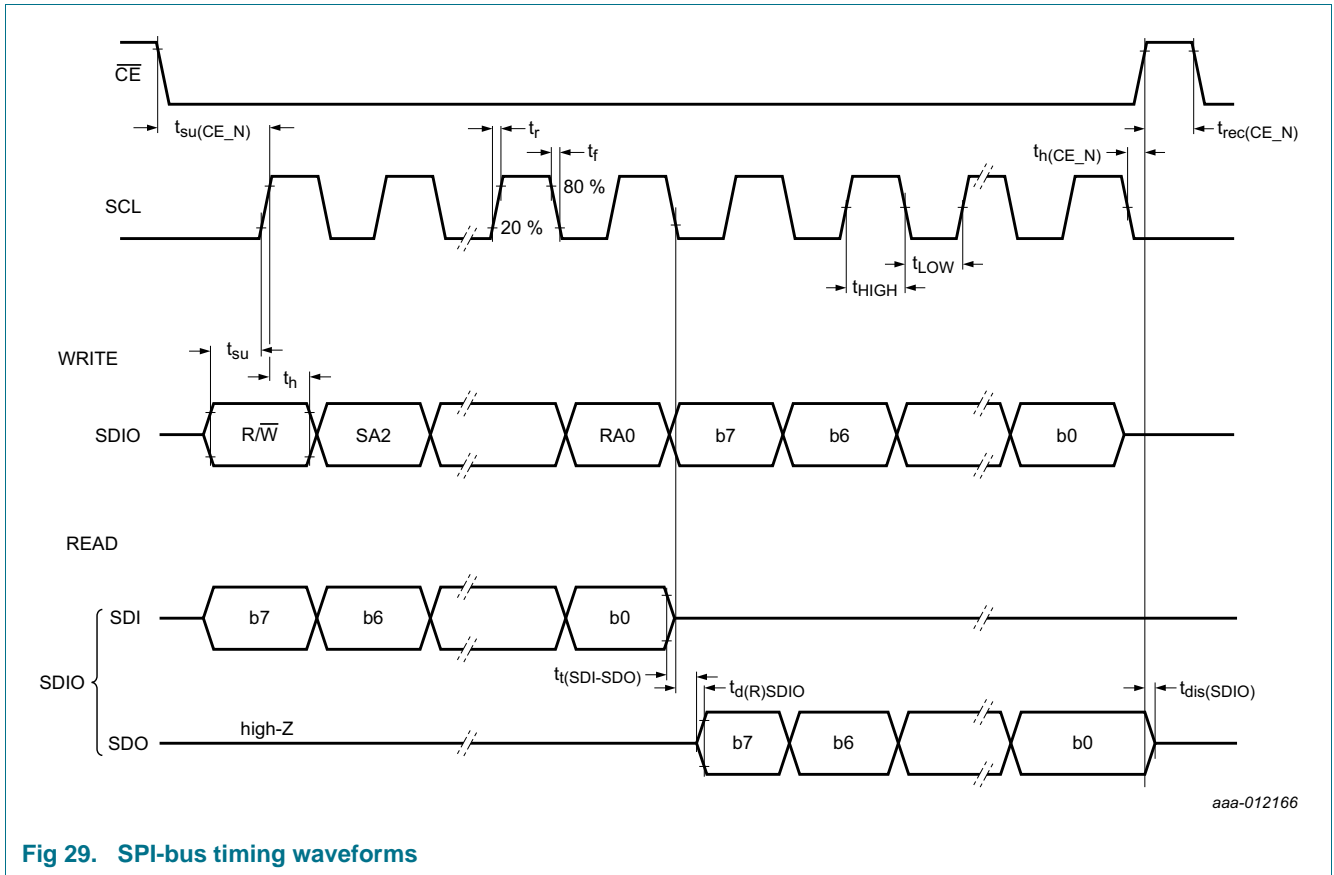 CE
tsu(CE_N)
tr
tf
th(CE_N)
trec(CE_N)
SCL
80 %
20 %
tLOW
tHIGH
WRITE
tsu
th
SDIO
R/W̅
SA2
RA0
b7
b6
b0
READ
SDI
b7
b6
b0
SDIO
tt(SDI-SDO)
td(R)SDIO
tdis(SDIO)
SDO
high-Z
b7
b6
b0
aaa-012166
Fig 29. SPI-bus timing waveforms